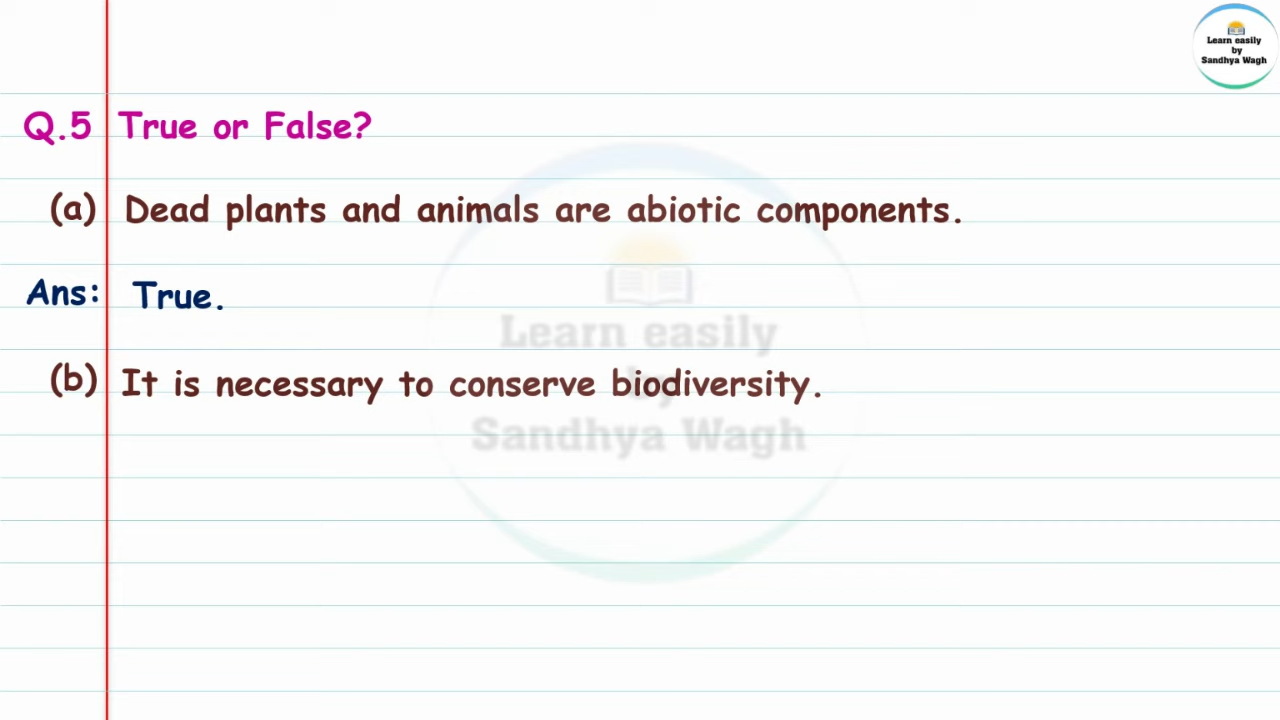 Learn easily
by
Sandhya Wagh
Q.5 True or False?
(a) Dead plants and animals are abiotic components.
Ans: True.
Learn easily
(b) It is necessary to conserve biodiversity.
by
Sandhya Wagh